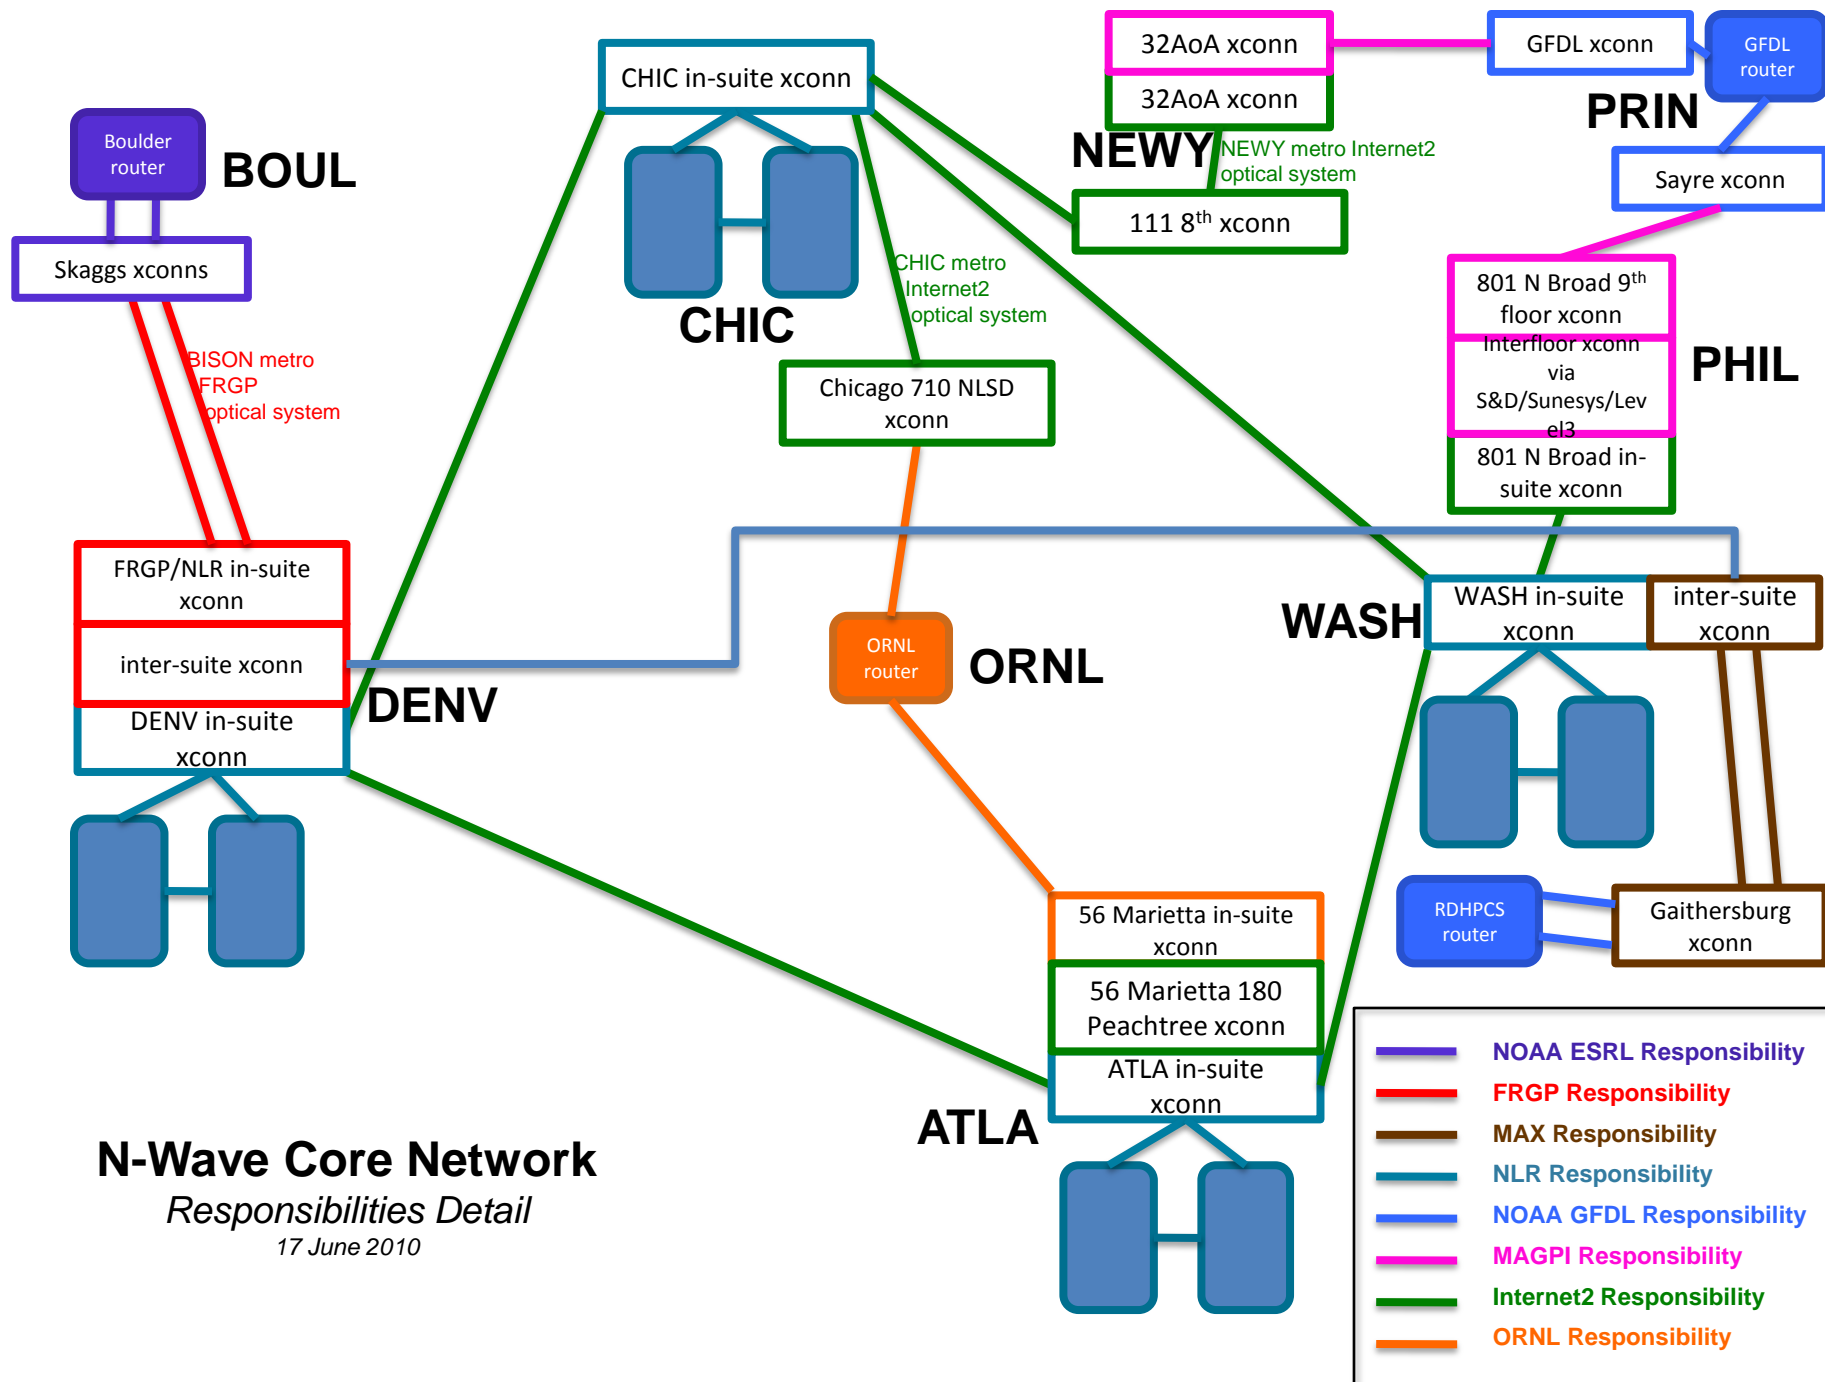 CHIC in-suite xconn
32AoA xconn
32AoA xconn
GFDL xconn
GFDL
router
PRIN
Boulder
router
BOUL
NEWY
NEWY metro Internet2
optical system
Sayre xconn
111 8th xconn
Skaggs xconns
CHIC metro
Internet2
optical system
CHIC
801 N Broad 9th
floor xconn
Interfloor xconn
via
S&D/Sunesys/Lev
el3
801 N Broad in-
suite xconn
PHIL
BISON metro
FRGP
optical system
Chicago 710 NLSD
xconn
FRGP/NLR in-suite
xconn
inter-suite xconn
DENV in-suite
xconn
DENV
ORNL
router
ORNL
WASH
WASH in-suite
xconn
inter-suite
xconn
RDHPCS
router
Gaithersburg
xconn
56 Marietta in-suite
xconn
56 Marietta 180
Peachtree xconn
ATLA in-suite
xconn
ATLA
N-Wave Core Network
Responsibilities Detail
17 June 2010
NOAA ESRL Responsibility
FRGP Responsibility
MAX Responsibility
NLR Responsibility
NOAA GFDL Responsibility
MAGPI Responsibility
Internet2 Responsibility
ORNL Responsibility